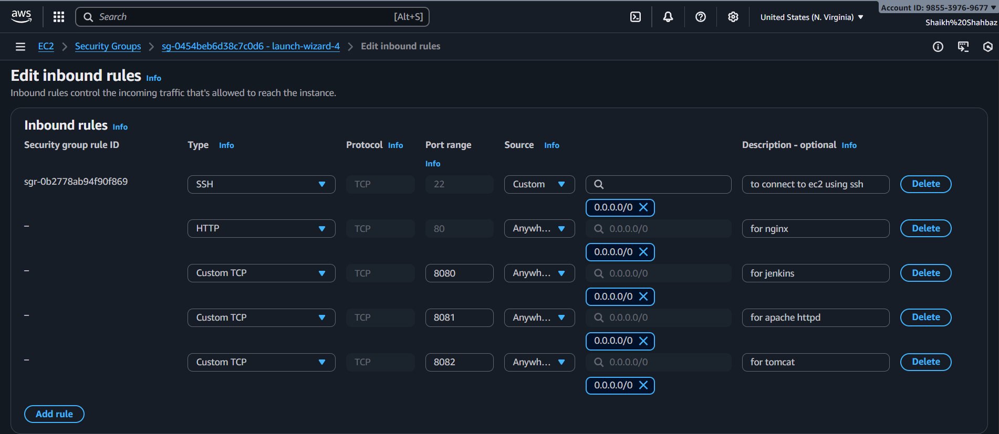 aws
Search [Alt+S] United States (N. Virginia) Account ID: 9855-3976-9677
Shaikh%20Shahbaz
EC2 Security Groups sg-0454beb6d38c7c0d6 - launch-wizard-4 Edit inbound rules
Edit inbound rules Info
Inbound rules control the incoming traffic that's allowed to reach the instance.
Inbound rules Info
Security group rule ID Type Info Protocol Info Port range Source Info Description - optional Info
Info
sgr-0b2778ab94f90f869 SSH TCP 22 Custom to connect to ec2 using ssh Delete
0.0.0.0/0
– HTTP TCP 80 Anywh... 0.0.0.0/0 for nginx Delete
0.0.0.0/0
– Custom TCP TCP 8080 Anywh... 0.0.0.0/0 for jenkins Delete
0.0.0.0/0
– Custom TCP TCP 8081 Anywh... 0.0.0.0/0 for apache httpd Delete
0.0.0.0/0
– Custom TCP TCP 8082 Anywh... 0.0.0.0/0 for tomcat Delete
0.0.0.0/0
Add rule